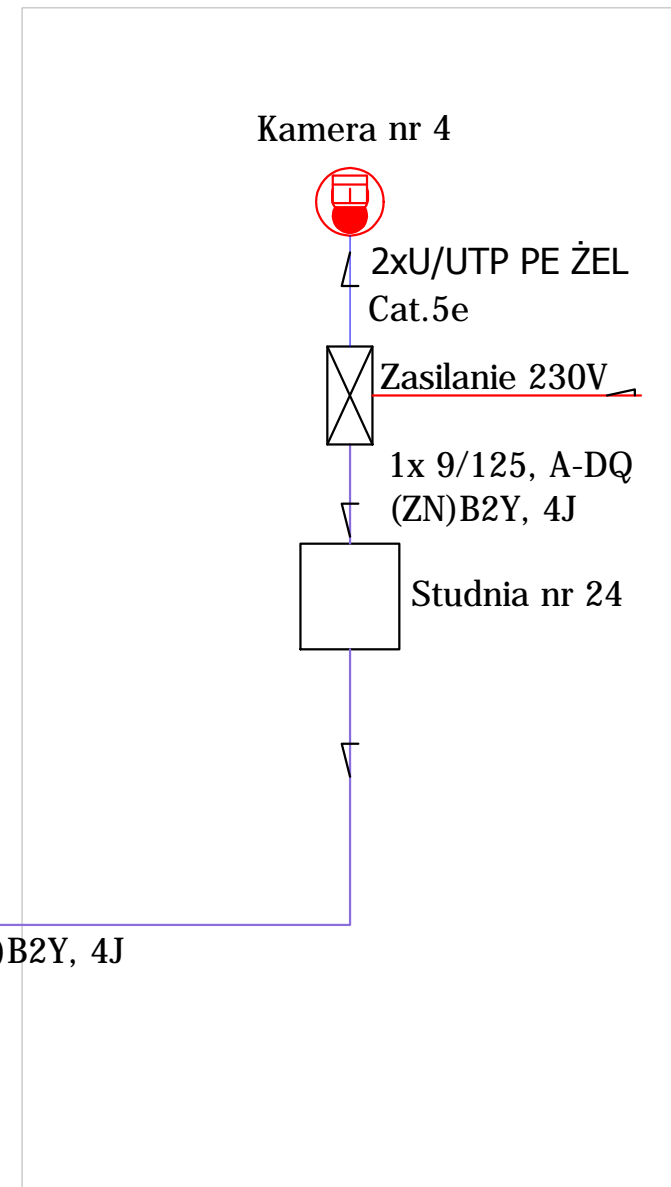 Kamera nr 4
2xU/UTP PE ŻEL
Cat.5e
Zasilanie 230V
1x 9/125, A-DQ
(ZN)B2Y, 4J
Studnia nr 24
)B2Y, 4J